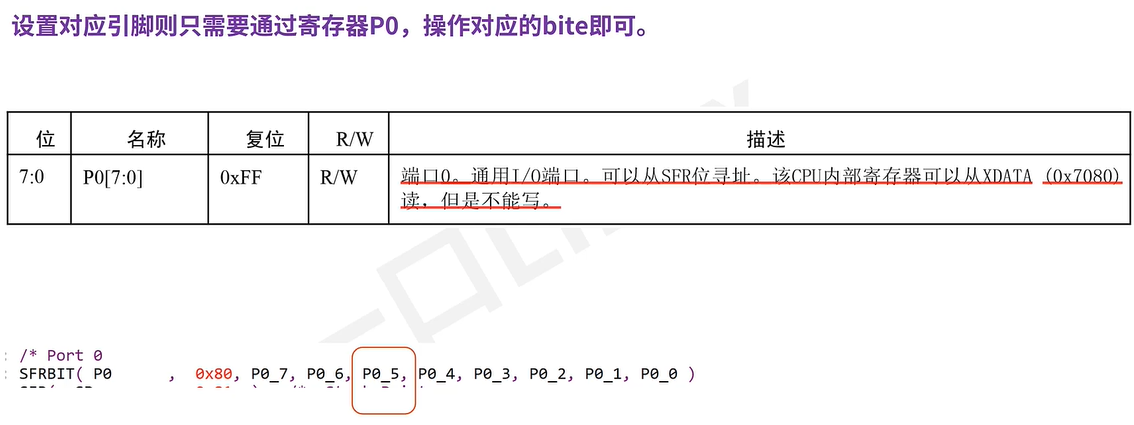 设置对应引脚则只需要通过寄存器P0，操作对应的bite即可。
位 名称 复位 R/W 描述
7:0 P0[7:0] 0xFF R/W 端口0。通用I/0端口。可以从SFR位寻址。该CPU内部寄存器可以从XDATA (0x7080)
读，但是不能写。
/* Port 0
SFRBIT( P0 , 0x80, P0_7, P0_6, P0_5, P0_4, P0_3, P0_2, P0_1, P0_0 )